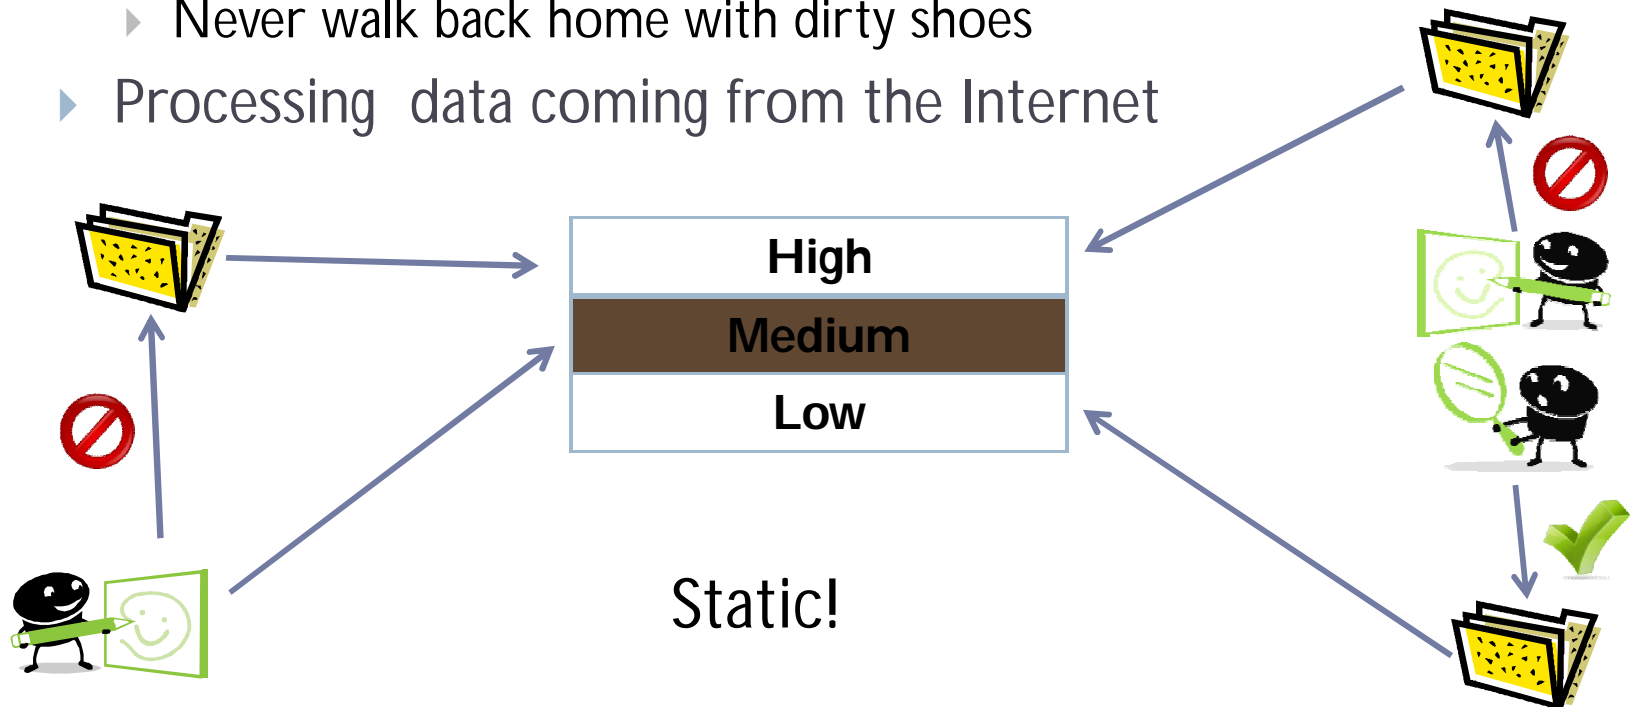 Never walk back home with dirty shoes
Processing data coming from the Internet
High
Medium
Low
Static!